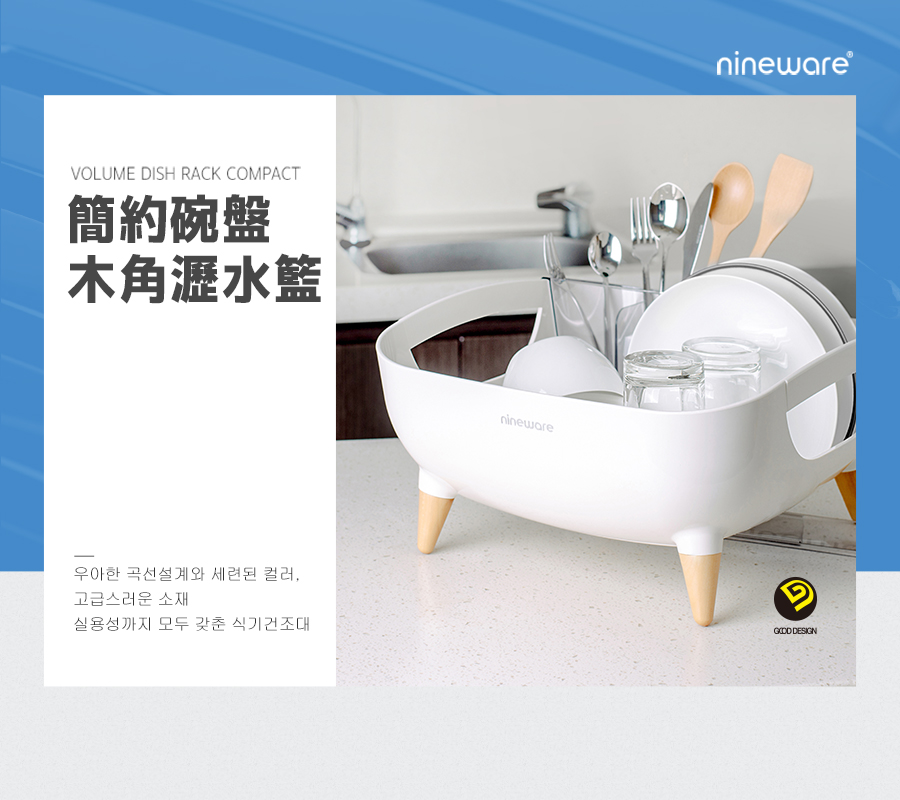 nineware®
VOLUME DISH RACK COMPACT
簡約碗盤
木角瀝水籃
nineware
우아한 곡선설계와 세련된 컬러,
고급스러운 소재
실용성까지 모두 갖춘 식기건조대
GOOD DESIGN